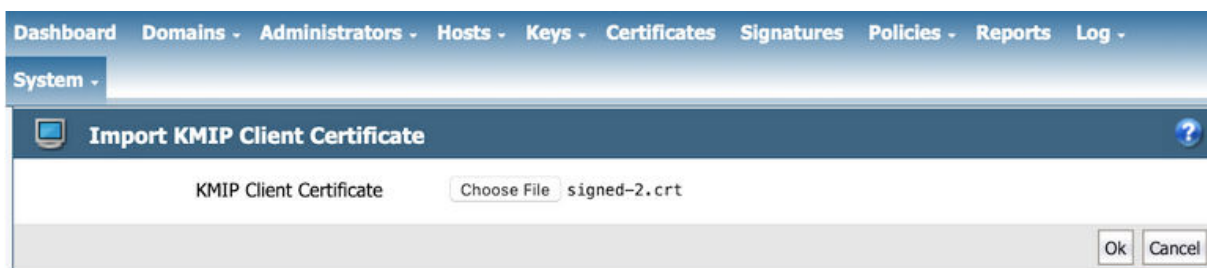 Dashboard Domains Administrators Hosts Keys Certificates Signatures Policies Reports Log
System
Import KMIP Client Certificate ?
KMIP Client Certificate Choose File signed-2.crt
Ok Cancel